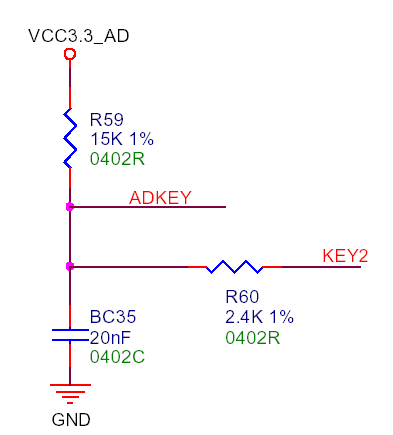 VCC3.3_AD
R59
15K 1%
0402R
ADKEY
KEY2
R60
2.4K 1%
0402R
BC35
20nF
0402C
GND